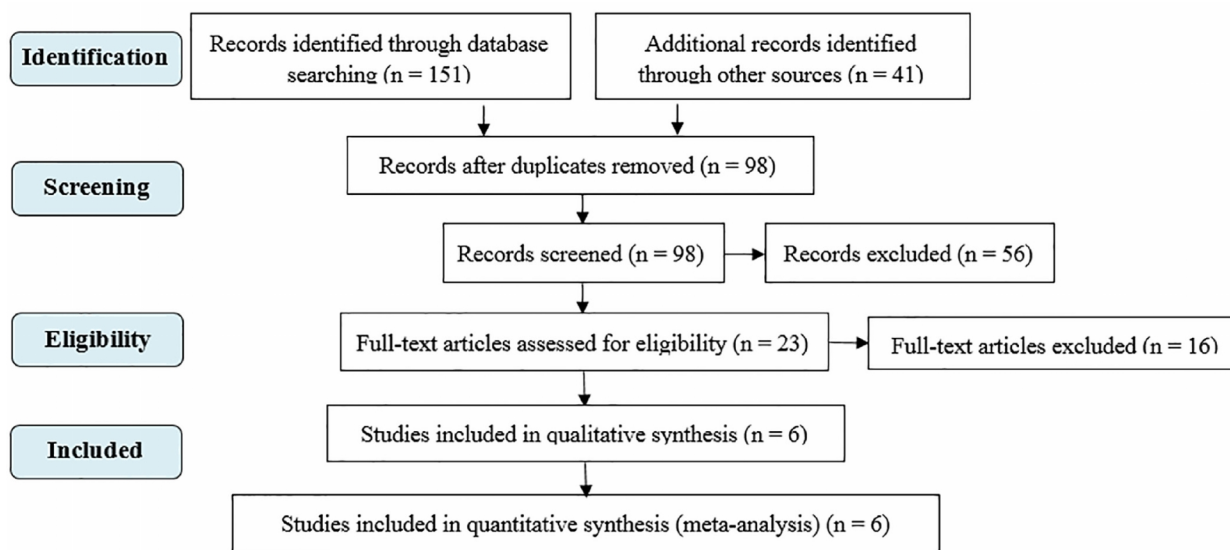 Identification
Records identified through database
searching (n = 151)
Additional records identified
through other sources (n = 41)
Screening
Records after duplicates removed (n = 98)
Records screened (n = 98)
Records excluded (n = 56)
Eligibility
Full-text articles assessed for eligibility (n = 23)
Full-text articles excluded (n = 16)
Included
Studies included in qualitative synthesis (n = 6)
Studies included in quantitative synthesis (meta-analysis) (n = 6)